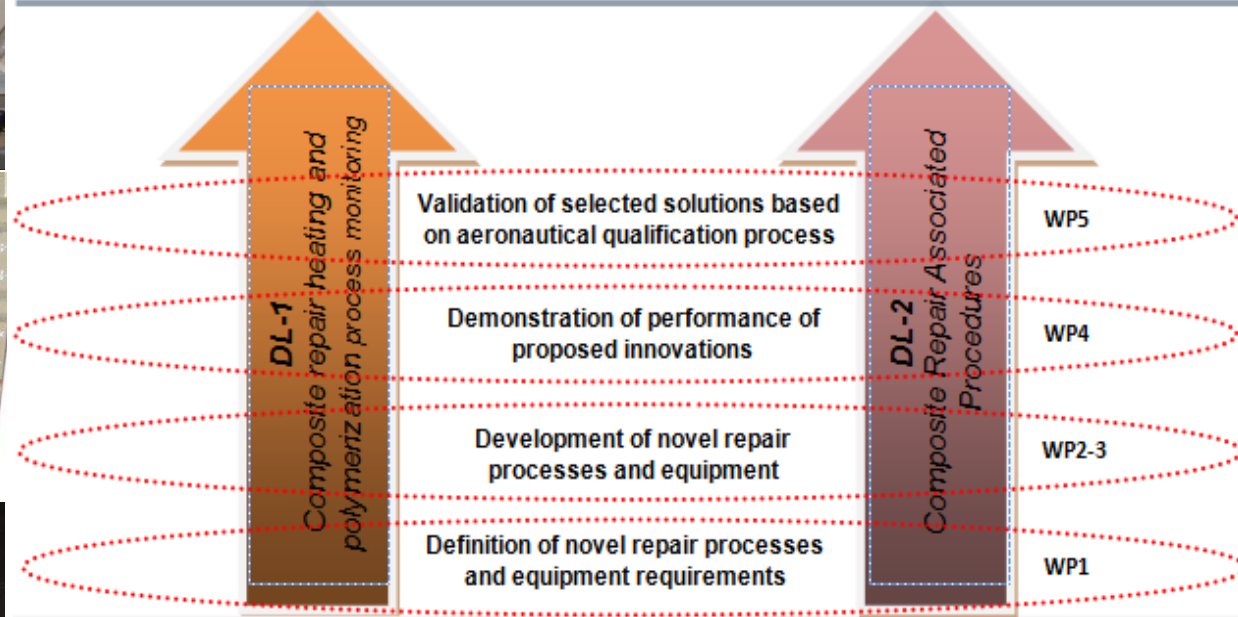 DL-1
Composite repair heating and
polymerization process monitoring
Validation of selected solutions based
on aeronautical qualification process
WP5
Demonstration of performance of
proposed innovations
WP4
Development of novel repair
processes and equipment
WP2-3
Definition of novel repair processes
and equipment requirements
WP1
DL-2
Composite Repair Associated
Procedures